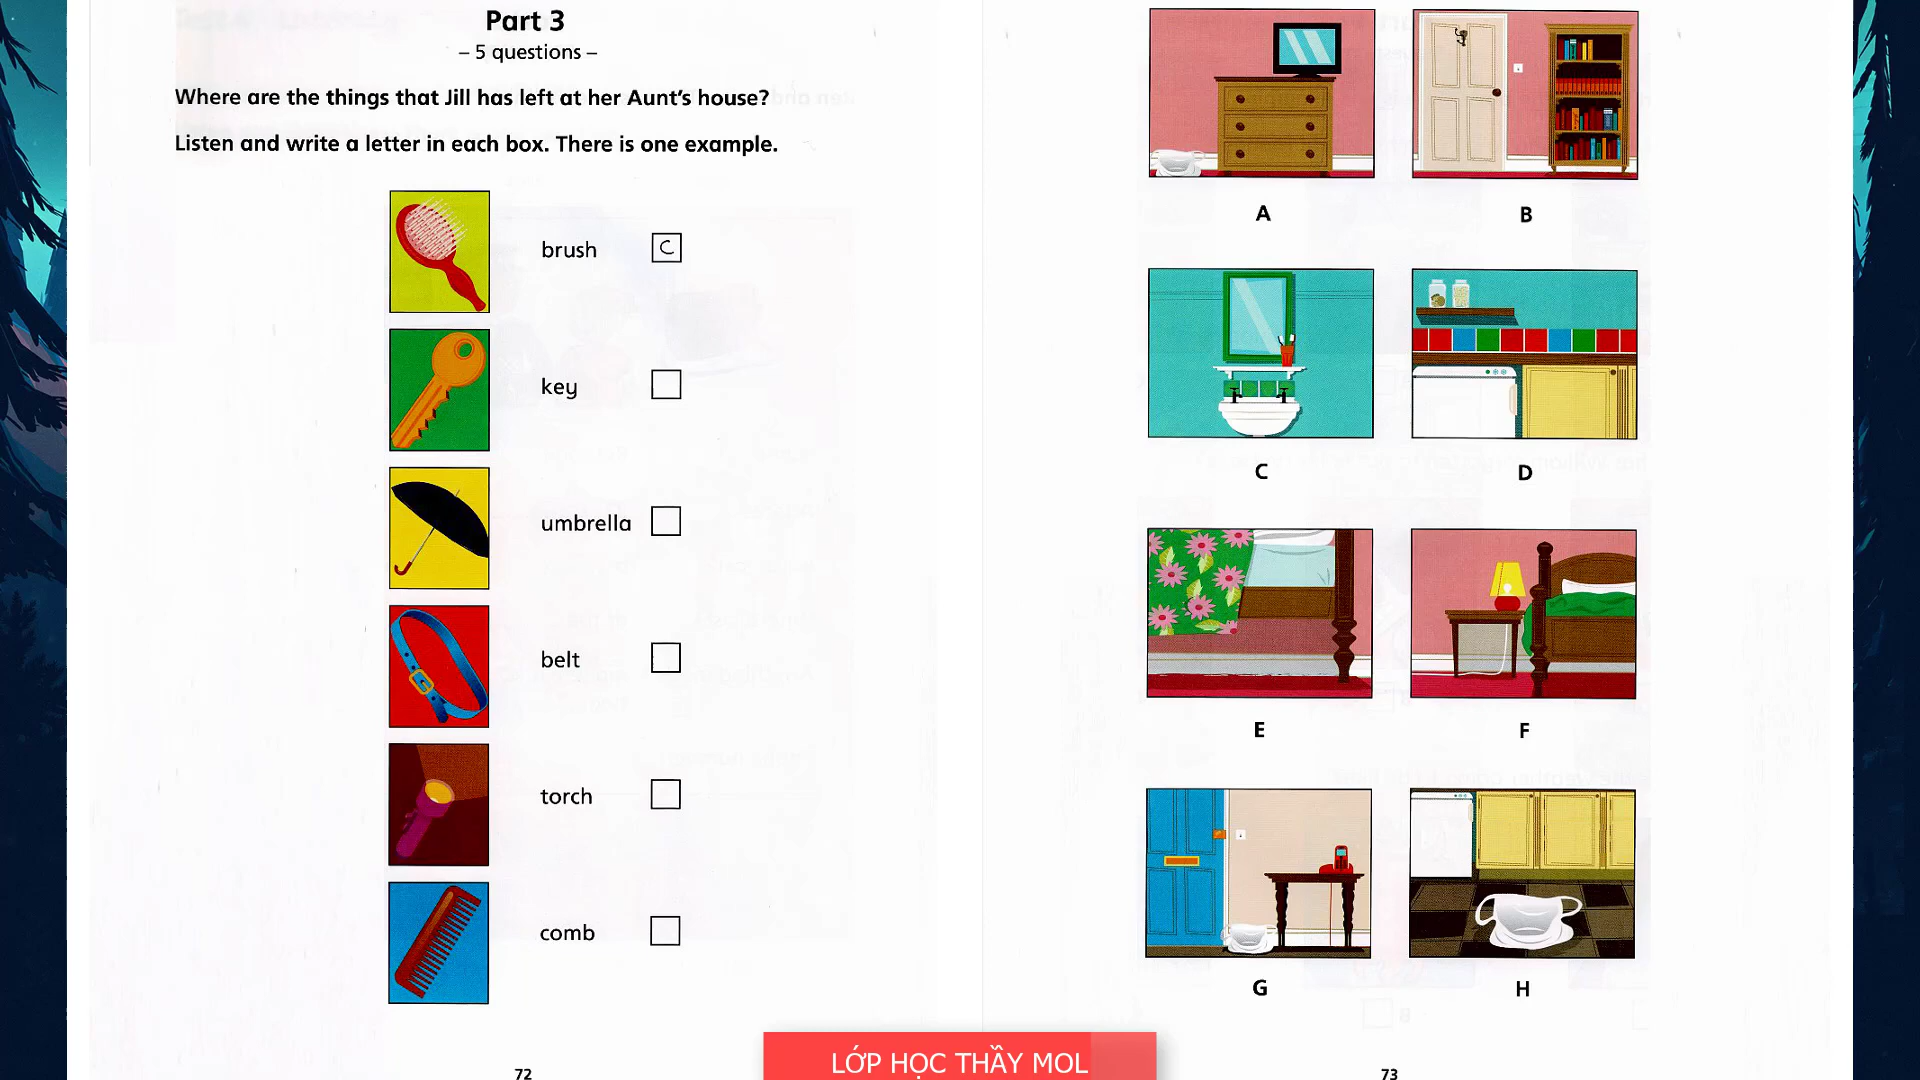 Part 3
– 5 questions –
Where are the things that Jill has left at her Aunt's house?
Listen and write a letter in each box. There is one example.
brush C
key
umbrella
belt
torch
comb
72
A B
C D
E F
G H
73
LỚP HỌC THẦY MOL